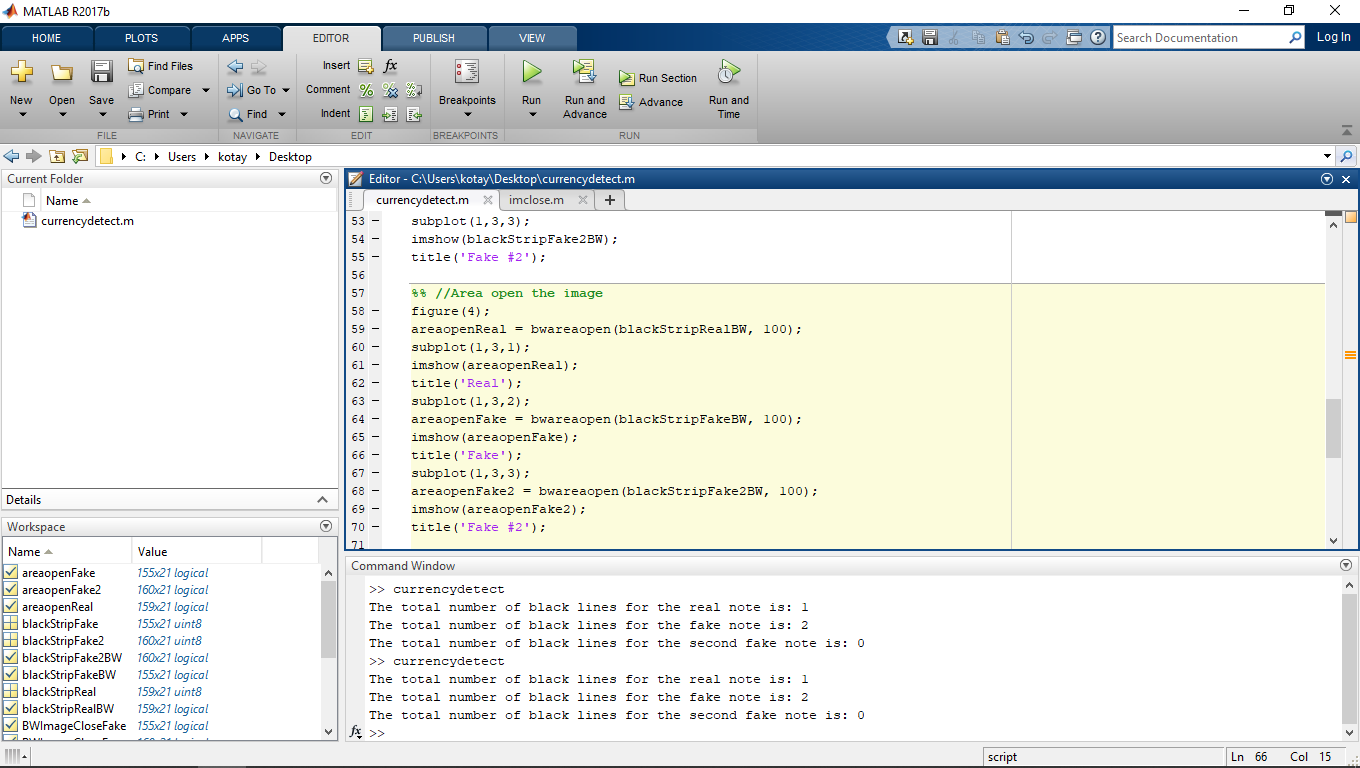 MATLAB R2017b
HOME PLOTS APPS EDITOR PUBLISH VIEW
Search Documentation
Log In
New
Open
Save
Find Files
Compare
Print
FILE
Go To
Find
NAVIGATE
Insert fx
Comment
Indent
EDIT
Breakpoints
BREAKPOINTS
Run
Run and Advance
Run Section
Advance
Run and Time
RUN
C: Users kotay Desktop
Current Folder
Name
currencydetect.m
Details
Workspace
Name Value
areaopenFake 155x21 logical
areaopenFake2 160x21 logical
areaopenReal 159x21 logical
blackStripFake 155x21 uint8
blackStripFake2 160x21 uint8
blackStripFake2BW 160x21 logical
blackStripFakeBW 155x21 logical
blackStripReal 159x21 uint8
blackStripRealBW 159x21 logical
BWImageCloseFake 155x21 logical
Editor - C:\Users\kotay\Desktop\currencydetect.m
currencydetect.m imclose.m
53 – subplot(1,3,3);
54 – imshow(blackStripFake2BW);
55 – title('Fake #2');
56
57 %% //Area open the image
58 – figure(4);
59 – areaopenReal = bwareaopen(blackStripRealBW, 100);
60 – subplot(1,3,1);
61 – imshow(areaopenReal);
62 – title('Real');
63 – subplot(1,3,2);
64 – areaopenFake = bwareaopen(blackStripFakeBW, 100);
65 – imshow(areaopenFake);
66 – title('Fake');
67 – subplot(1,3,3);
68 – areaopenFake2 = bwareaopen(blackStripFake2BW, 100);
69 – imshow(areaopenFake2);
70 – title('Fake #2');
71
Command Window
>> currencydetect
The total number of black lines for the real note is: 1
The total number of black lines for the fake note is: 2
The total number of black lines for the second fake note is: 0
>> currencydetect
The total number of black lines for the real note is: 1
The total number of black lines for the fake note is: 2
The total number of black lines for the second fake note is: 0
fx >>
script
Ln 66 Col 15